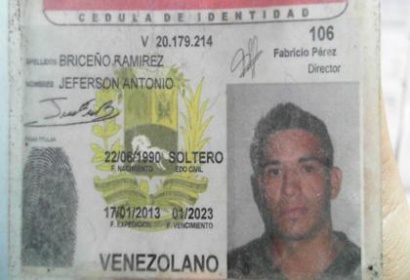 CEDULA DE IDENTIDAD
V 20.179.214
106
APELLIDOS BRICEÑO RAMIREZ
Fabricio Pérez
Director
NOMBRES JEFERSON ANTONIO
22/06/1990 SOLTERO
F. NACIMIENTO EDO CIVIL
17/01/2013 01/2023
F. EXPEDICION F. VENCIMIENTO
VENEZOLANO